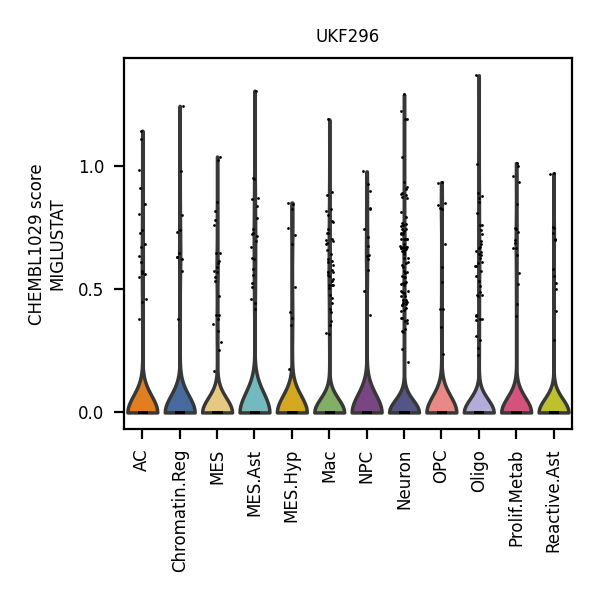 UKF296
CHEMBL1029 score
MIGLUSTAT
1.0
0.5
0.0
AC
Chromatin.Reg
MES
MES.Ast
MES.Hyp
Mac
NPC
Neuron
OPC
Oligo
Prolif.Metab
Reactive.Ast